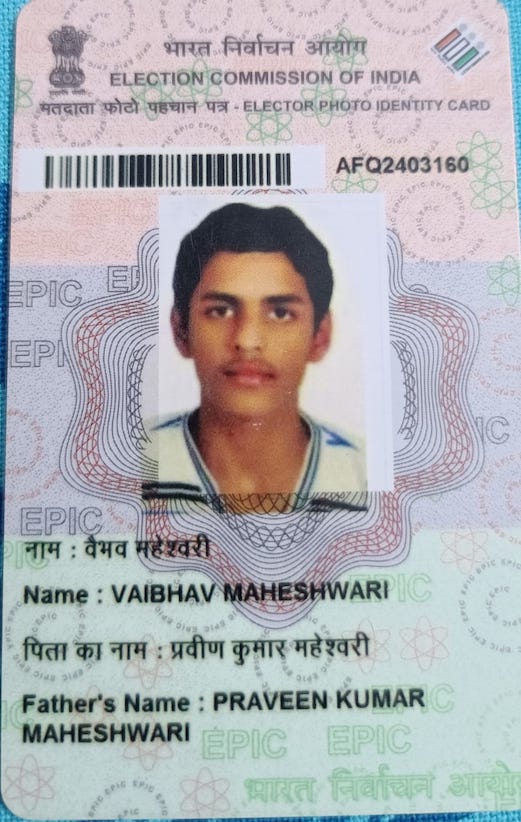 भारत निर्वाचन आयोग
ELECTION COMMISSION OF INDIA
मतदाता फोटो पहचान पत्र - ELECTOR PHOTO IDENTITY CARD
AFQ2403160
EPIC
EPIC
EPIC
EPIC
नाम : वैभव महेश्वरी
Name : VAIBHAV MAHESHWARI
पिता का नाम : प्रवीण कुमार महेश्वरी
Father's Name : PRAVEEN KUMAR
MAHESHWARI
EPIC EPIC
भारत निर्वाचन आयोग